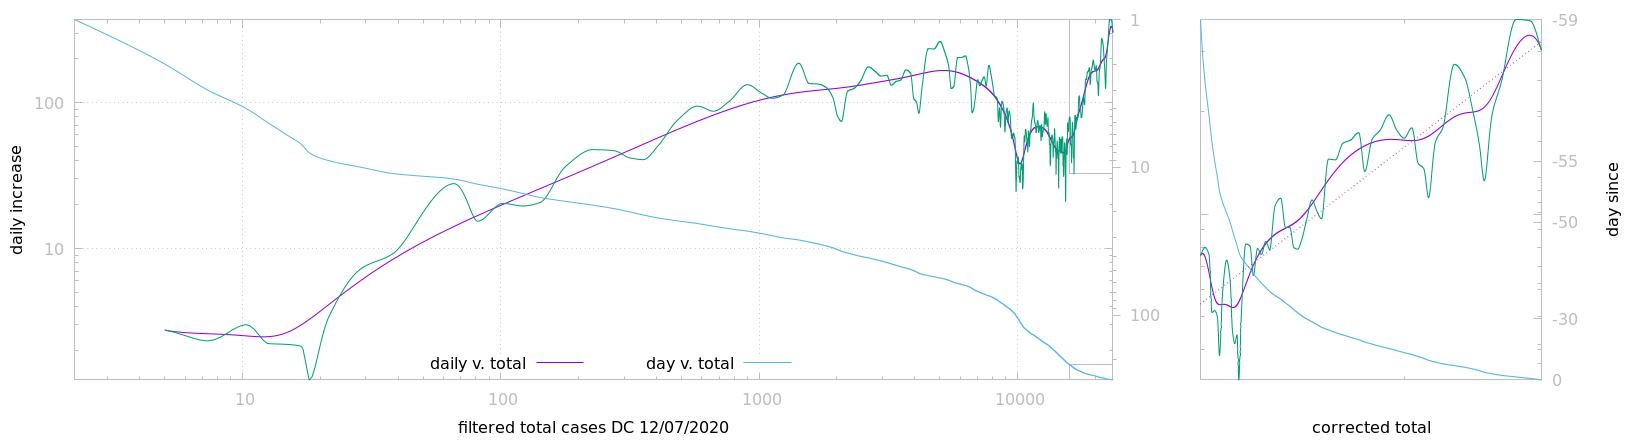 daily increase
100
10
10
100
1000
10000
1
10
100
daily v. total
day v. total
filtered total cases DC 12/07/2020
-59
-55
-50
-30
0
day since
corrected total